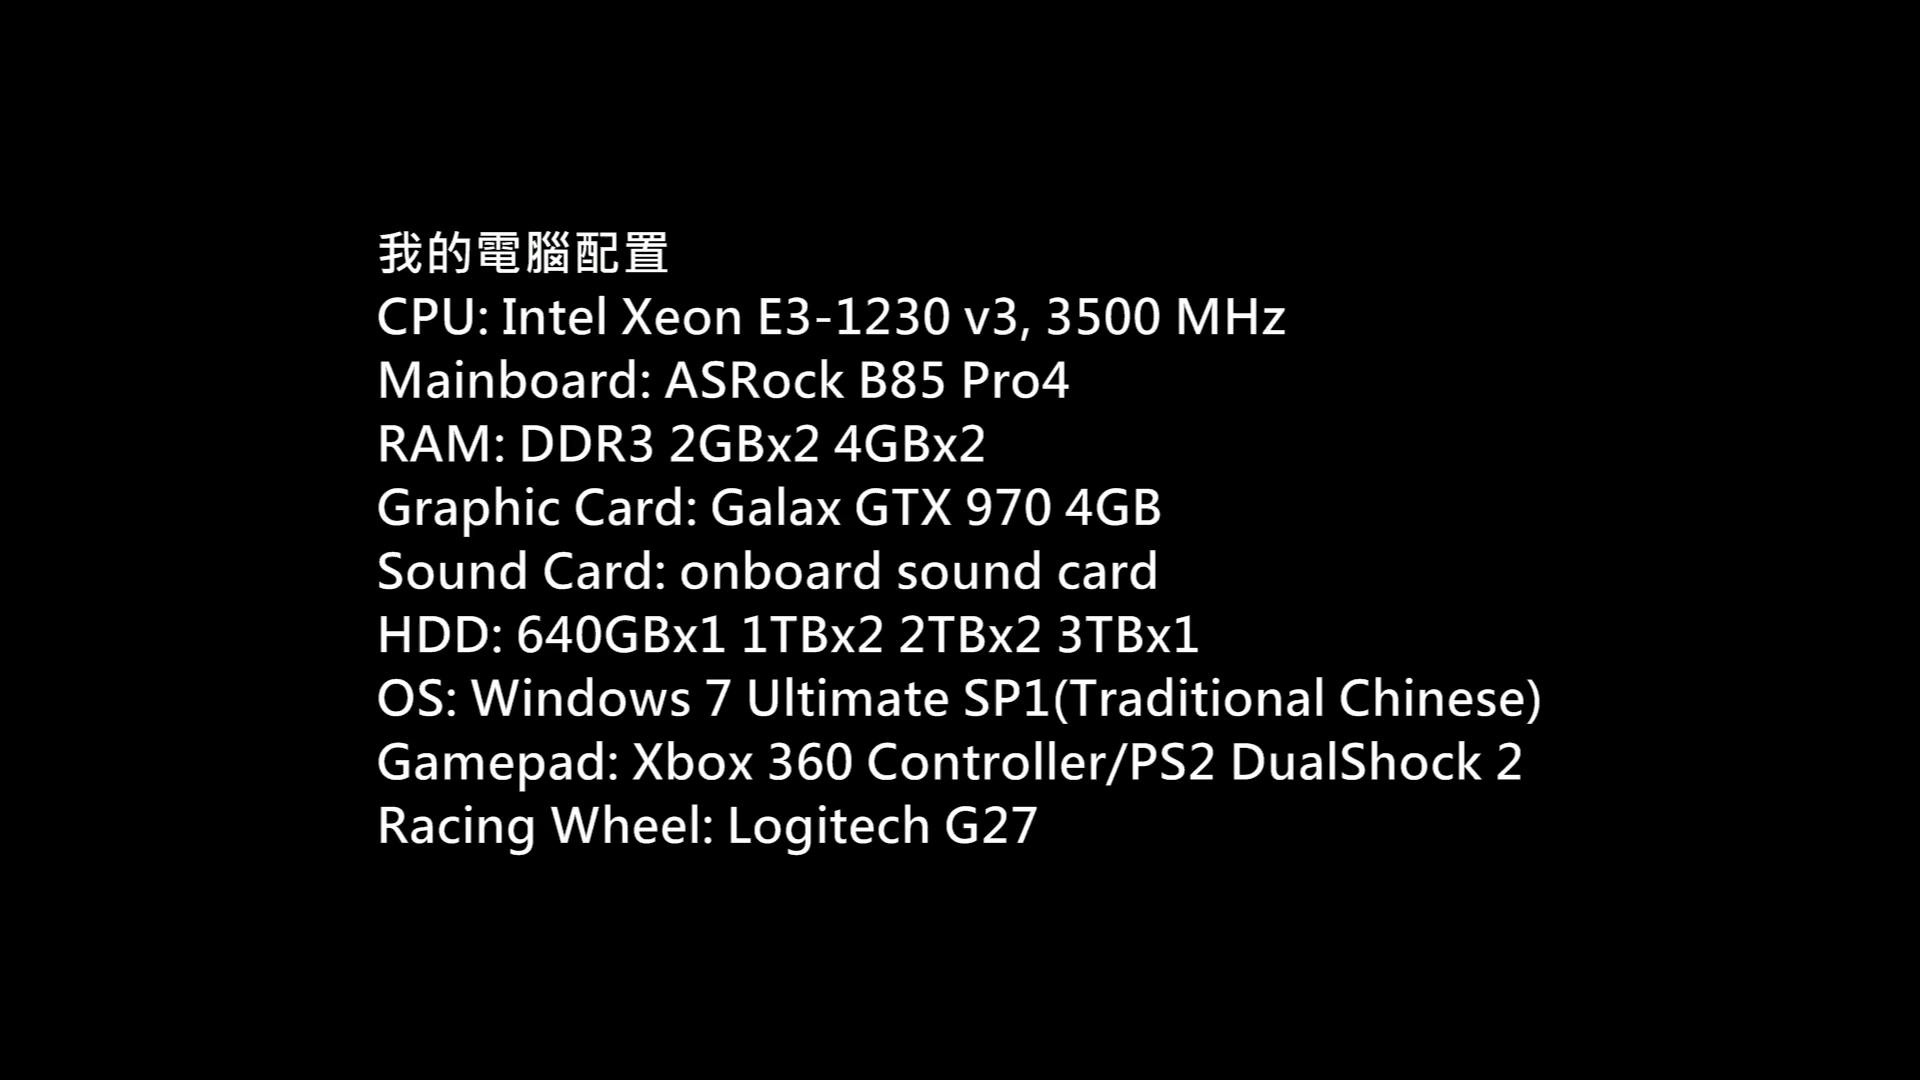 我的電腦配置
CPU: Intel Xeon E3-1230 v3, 3500 MHz
Mainboard: ASRock B85 Pro4
RAM: DDR3 2GBx2 4GBx2
Graphic Card: Galax GTX 970 4GB
Sound Card: onboard sound card
HDD: 640GBx1 1TBx2 2TBx2 3TBx1
OS: Windows 7 Ultimate SP1(Traditional Chinese)
Gamepad: Xbox 360 Controller/PS2 DualShock 2
Racing Wheel: Logitech G27